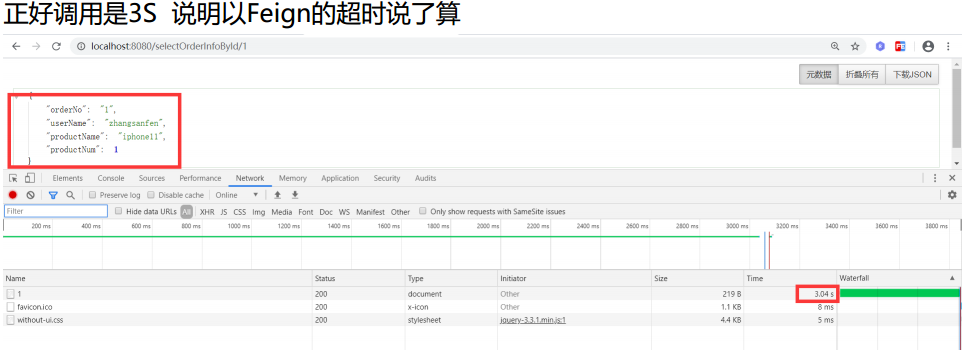 正好调用是3S 说明以Feign的超时说了算
localhost:8080/selectOrderInfoById/1
元数据 折叠所有 下载JSON
{
"orderNo": "1",
"userName": "zhangsanfen",
"productName": "iphone11",
"productNum": 1
}
Elements Console Sources Performance Network Memory Application Security Audits
Preserve log Disable cache Online
Filter Hide data URLs All XHR JS CSS Img Media Font Doc WS Manifest Other Only show requests with SameSite issues
200 ms 400 ms 600 ms 800 ms 1000 ms 1200 ms 1400 ms 1600 ms 1800 ms 2000 ms 2200 ms 2400 ms 2600 ms 2800 ms 3000 ms 3200 ms 3400 ms 3600 ms 3800 ms
Name Status Type Initiator Size Time Waterfall
1 200 document Other 219 B 3.04 s
favicon.ico 200 x-icon Other 1.1 KB 8 ms
without-ui.css 200 stylesheet jquery-3.3.1.min.js:1 4.4 KB 5 ms